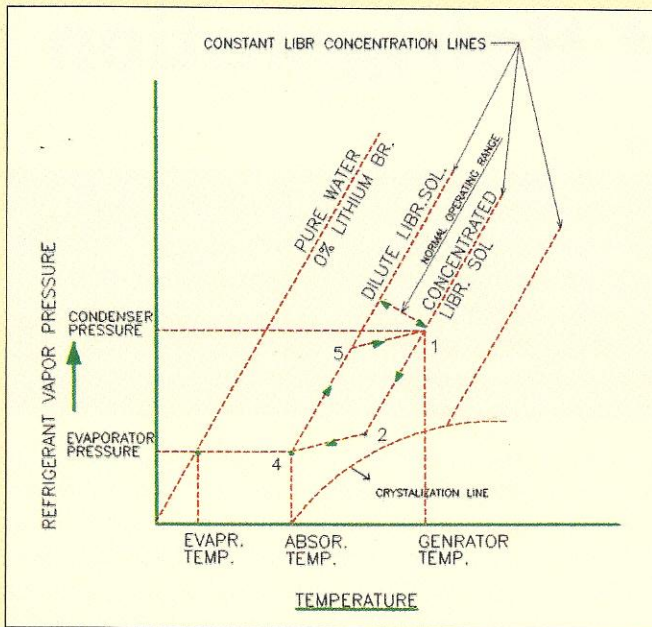 CONSTANT LIBR CONCENTRATION LINES
PURE WATER
0% LITHIUM BR.
DILUTE LIBR.SOL.
NORMAL OPERATING RANGE
CONCENTRATED
LIBR. SOL
REFRIGERANT VAPOR PRESSURE
CONDENSER
PRESSURE
5
1
EVAPORATOR
PRESSURE
4
2
CRYSTALIZATION LINE
EVAPR.
TEMP.
ABSOR.
TEMP.
GENRATOR
TEMP.
TEMPERATURE